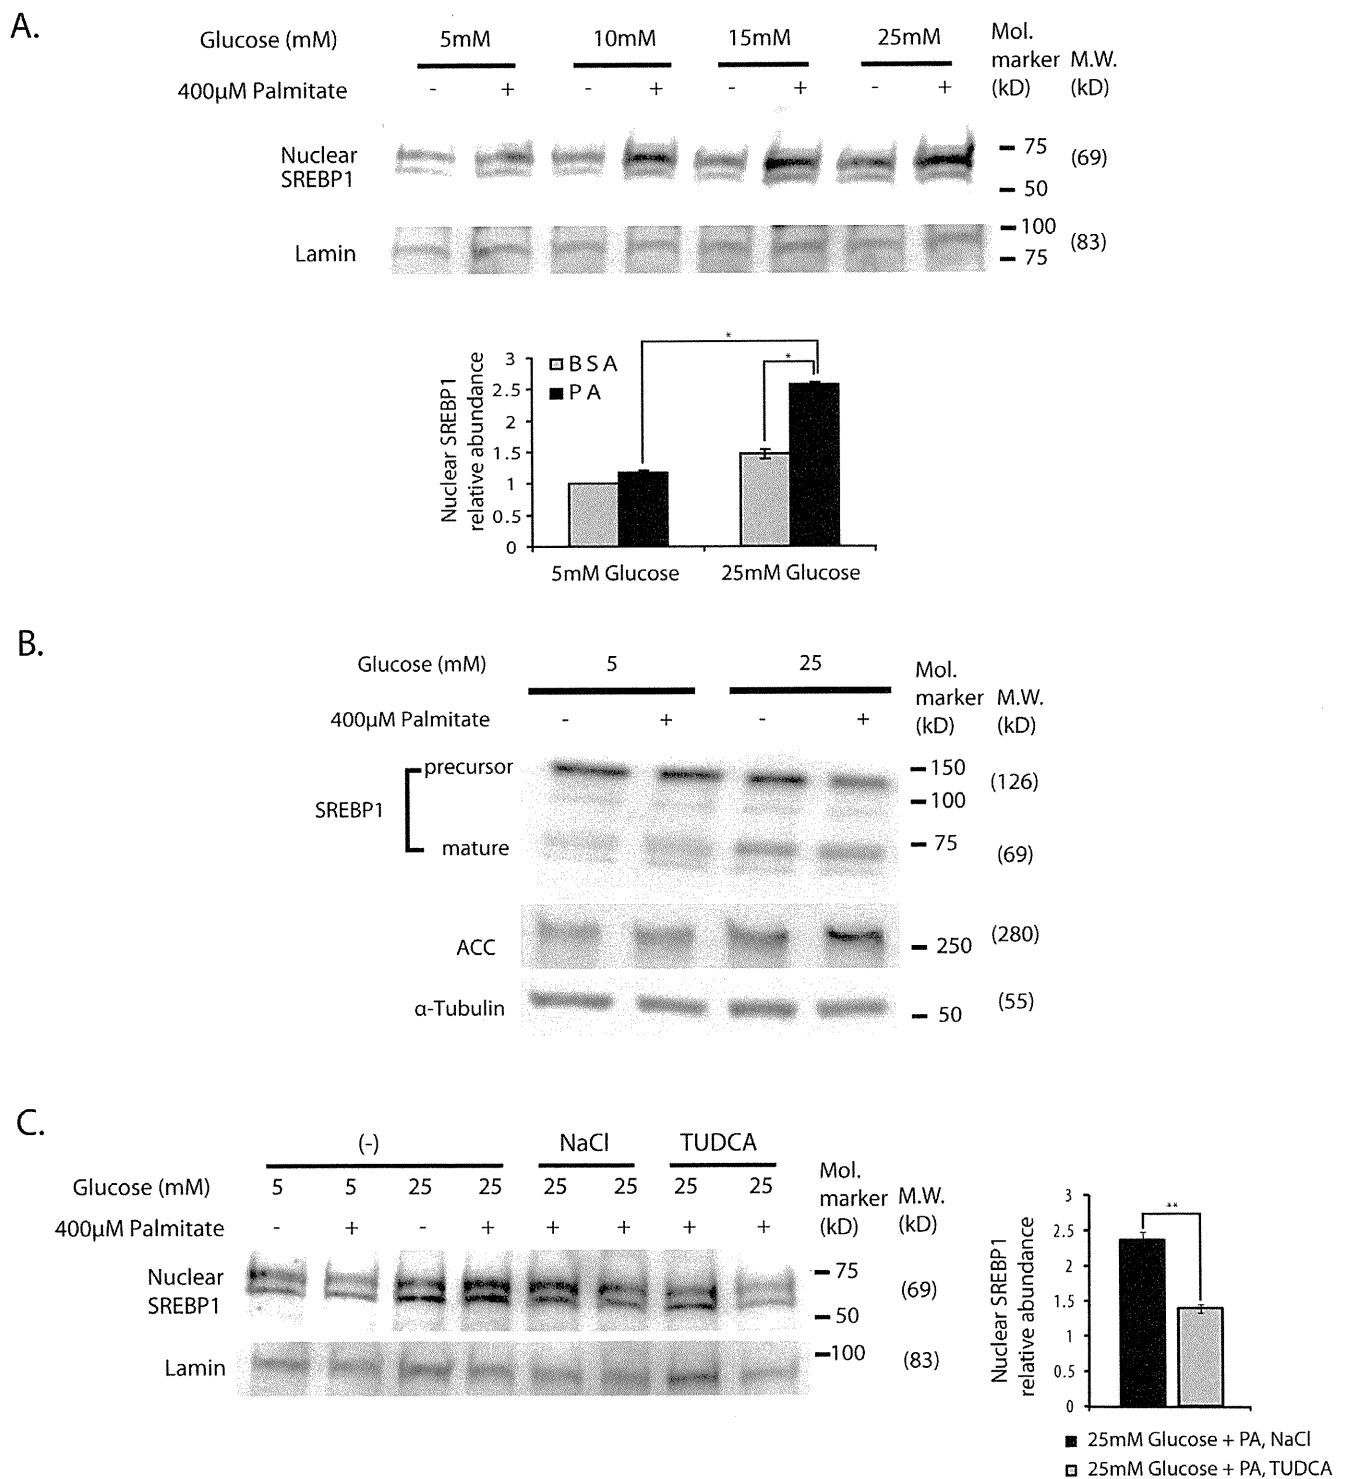 A.
Glucose (mM) 5mM 10mM 15mM 25mM Mol. marker (kD) M.W. (kD)
400µM Palmitate - + - + - + - +
Nuclear SREBP1 75 50 (69)
Lamin 100 75 (83)
Nuclear SREBP1 relative abundance
3
2.5
2
1.5
1
0.5
0
BSA
PA
*
*
5mM Glucose 25mM Glucose
B.
Glucose (mM) 5 25 Mol. marker (kD) M.W. (kD)
400µM Palmitate - + - +
SREBP1
precursor 150 (126)
100
mature 75 (69)
ACC 250 (280)
α-Tubulin 50 (55)
C.
(-) NaCl TUDCA
Glucose (mM) 5 5 25 25 25 25 25 25 Mol. marker (kD) M.W. (kD)
400µM Palmitate - + - + + + + +
Nuclear SREBP1 75 50 (69)
Lamin 100 (83)
Nuclear SREBP1 relative abundance
3
2.5
2
1.5
1
0.5
0
**
25mM Glucose + PA, NaCl
25mM Glucose + PA, TUDCA